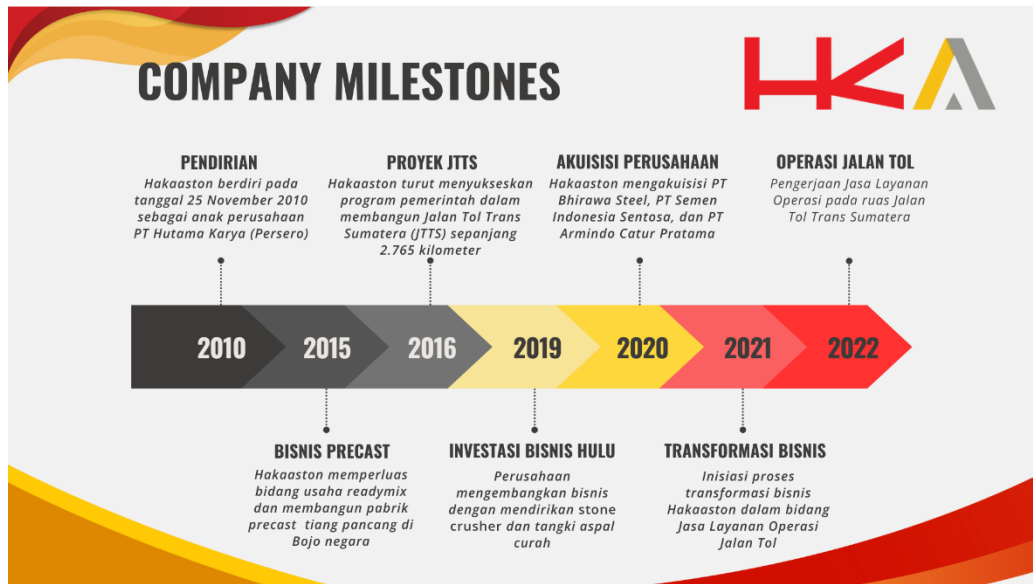 COMPANY MILESTONES
HKA
PENDIRIAN
Hakaaston berdiri pada
tanggal 25 November 2010
sebagai anak perusahaan
PT Hutama Karya (Persero)
PROYEK JTTS
Hakaaston turut menyukseskan
program pemerintah dalam
membangun Jalan Tol Trans
Sumatera (JTTS) sepanjang
2.765 kilometer
AKUISISI PERUSAHAAN
Hakaaston mengakuisisi PT
Bhirawa Steel, PT Semen
Indonesia Sentosa, dan PT
Armindo Catur Pratama
OPERASI JALAN TOL
Pengerjaan Jasa Layanan
Operasi pada ruas Jalan
Tol Trans Sumatera
2010 2015 2016 2019 2020 2021 2022
BISNIS PRECAST
Hakaaston memperluas
bidang usaha readymix
dan membangun pabrik
precast tiang pancang di
Bojo negara
INVESTASI BISNIS HULU
Perusahaan
mengembangkan bisnis
dengan mendirikan stone
crusher dan tangki aspal
curah
TRANSFORMASI BISNIS
Inisiasi proses
transformasi bisnis
Hakaaston dalam bidang
Jasa Layanan Operasi
Jalan Tol